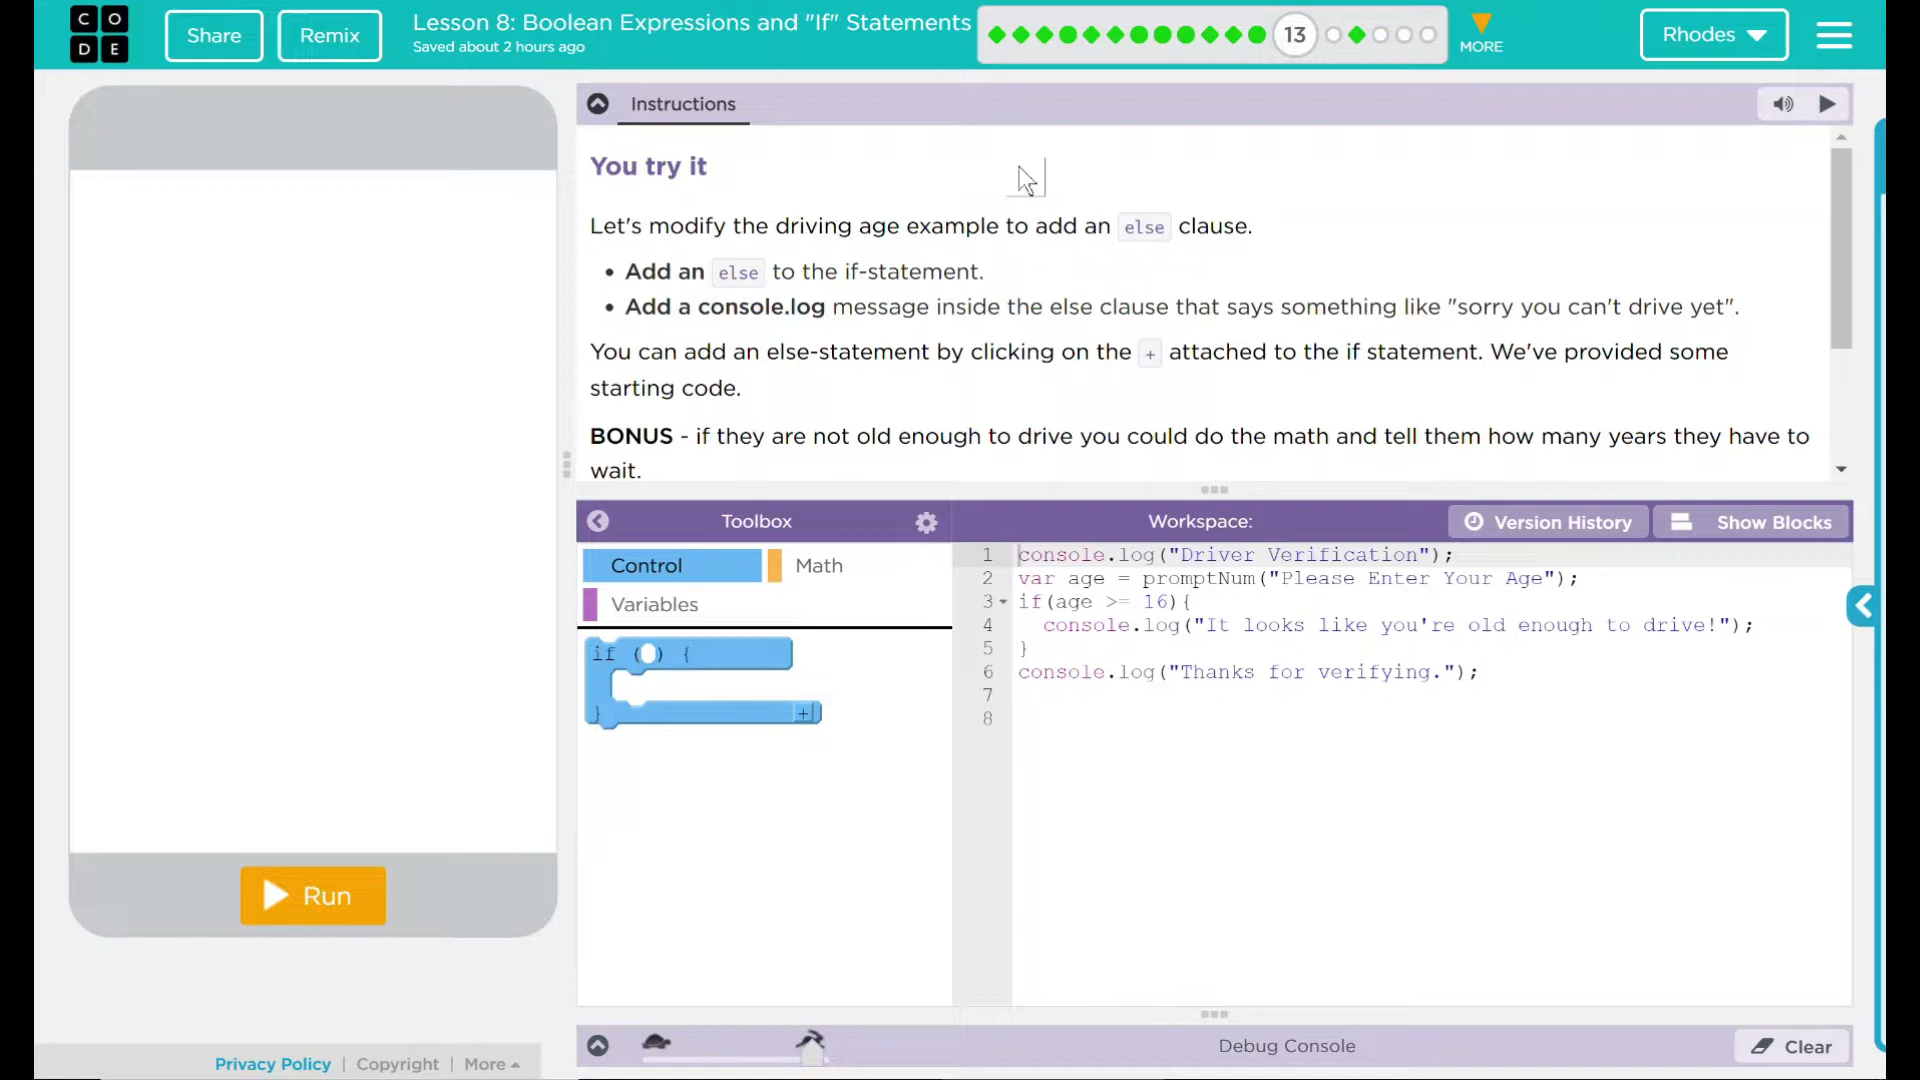 CODE
Share
Remix
Lesson 8: Boolean Expressions and "If" Statements
Saved about 2 hours ago
13
MORE
Rhodes
Instructions
You try it
Let's modify the driving age example to add an else clause.
• Add an else to the if-statement.
• Add a console.log message inside the else clause that says something like "sorry you can't drive yet".
You can add an else-statement by clicking on the + attached to the if statement. We've provided some
starting code.
BONUS - if they are not old enough to drive you could do the math and tell them how many years they have to
wait.
Toolbox
Workspace:
Version History
Show Blocks
Control
Math
Variables
if ( ) {
} +
1 console.log("Driver Verification");
2 var age = promptNum("Please Enter Your Age");
3 if(age >= 16){
4 console.log("It looks like you're old enough to drive!");
5 }
6 console.log("Thanks for verifying.");
7
8
Run
Debug Console
Clear
Privacy Policy | Copyright | More